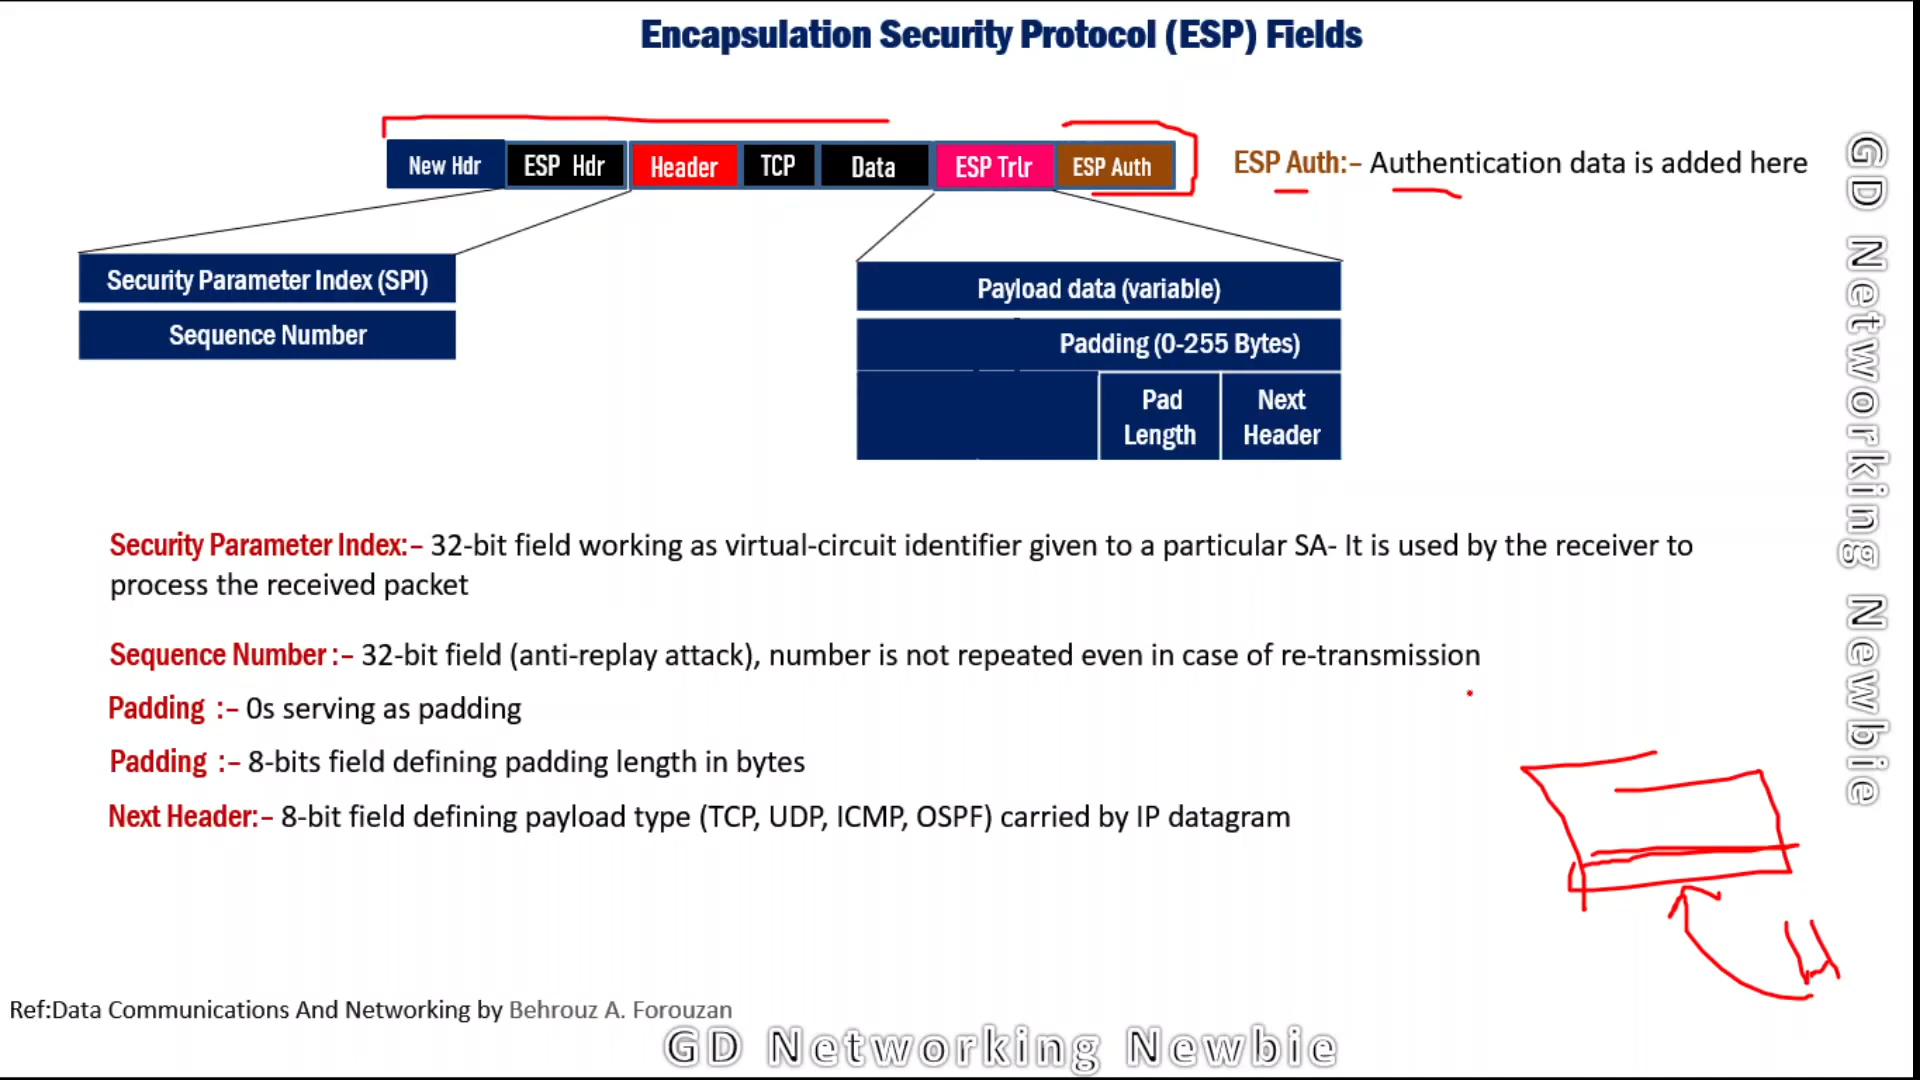 Encapsulation Security Protocol (ESP) Fields
New Hdr ESP Hdr Header TCP Data ESP Trlr ESP Auth
ESP Auth:– Authentication data is added here
Security Parameter Index (SPI)
Sequence Number
Payload data (variable)
Padding (0-255 Bytes)
Pad Length
Next Header
Security Parameter Index:– 32-bit field working as virtual-circuit identifier given to a particular SA- It is used by the receiver to
process the received packet
Sequence Number :– 32-bit field (anti-replay attack), number is not repeated even in case of re-transmission
Padding :– 0s serving as padding
Padding :– 8-bits field defining padding length in bytes
Next Header:– 8-bit field defining payload type (TCP, UDP, ICMP, OSPF) carried by IP datagram
Ref:Data Communications And Networking by Behrouz A. Forouzan
GD Networking Newbie
GD Networking Newbie